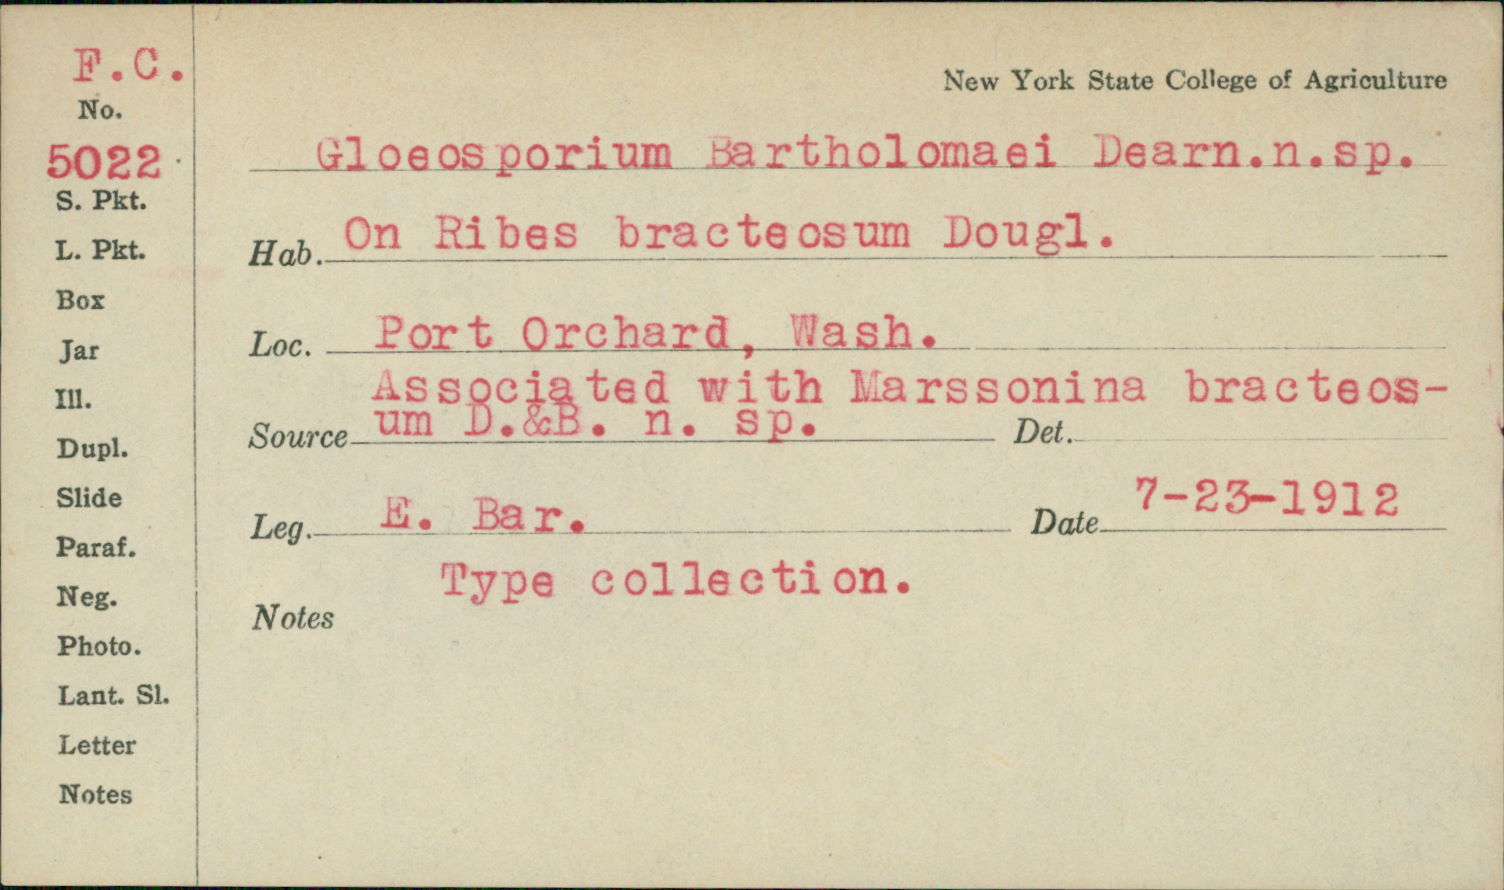 F.C.
No.
5022
S. Pkt.
L. Pkt.
Box
Jar
Ill.
Dupl.
Slide
Paraf.
Neg.
Photo.
Lant. Sl.
Letter
Notes
New York State College of Agriculture
Gloeosporium Bartholomaei Dearn.n.sp.
Hab. On Ribes bracteosum Dougl.
Loc. Port Orchard, Wash.
Associated with Marssonina bracteos-
Source um D.&B. n. sp. Det.
Leg. E. Bar. Date 7-23-1912
Type collection.
Notes